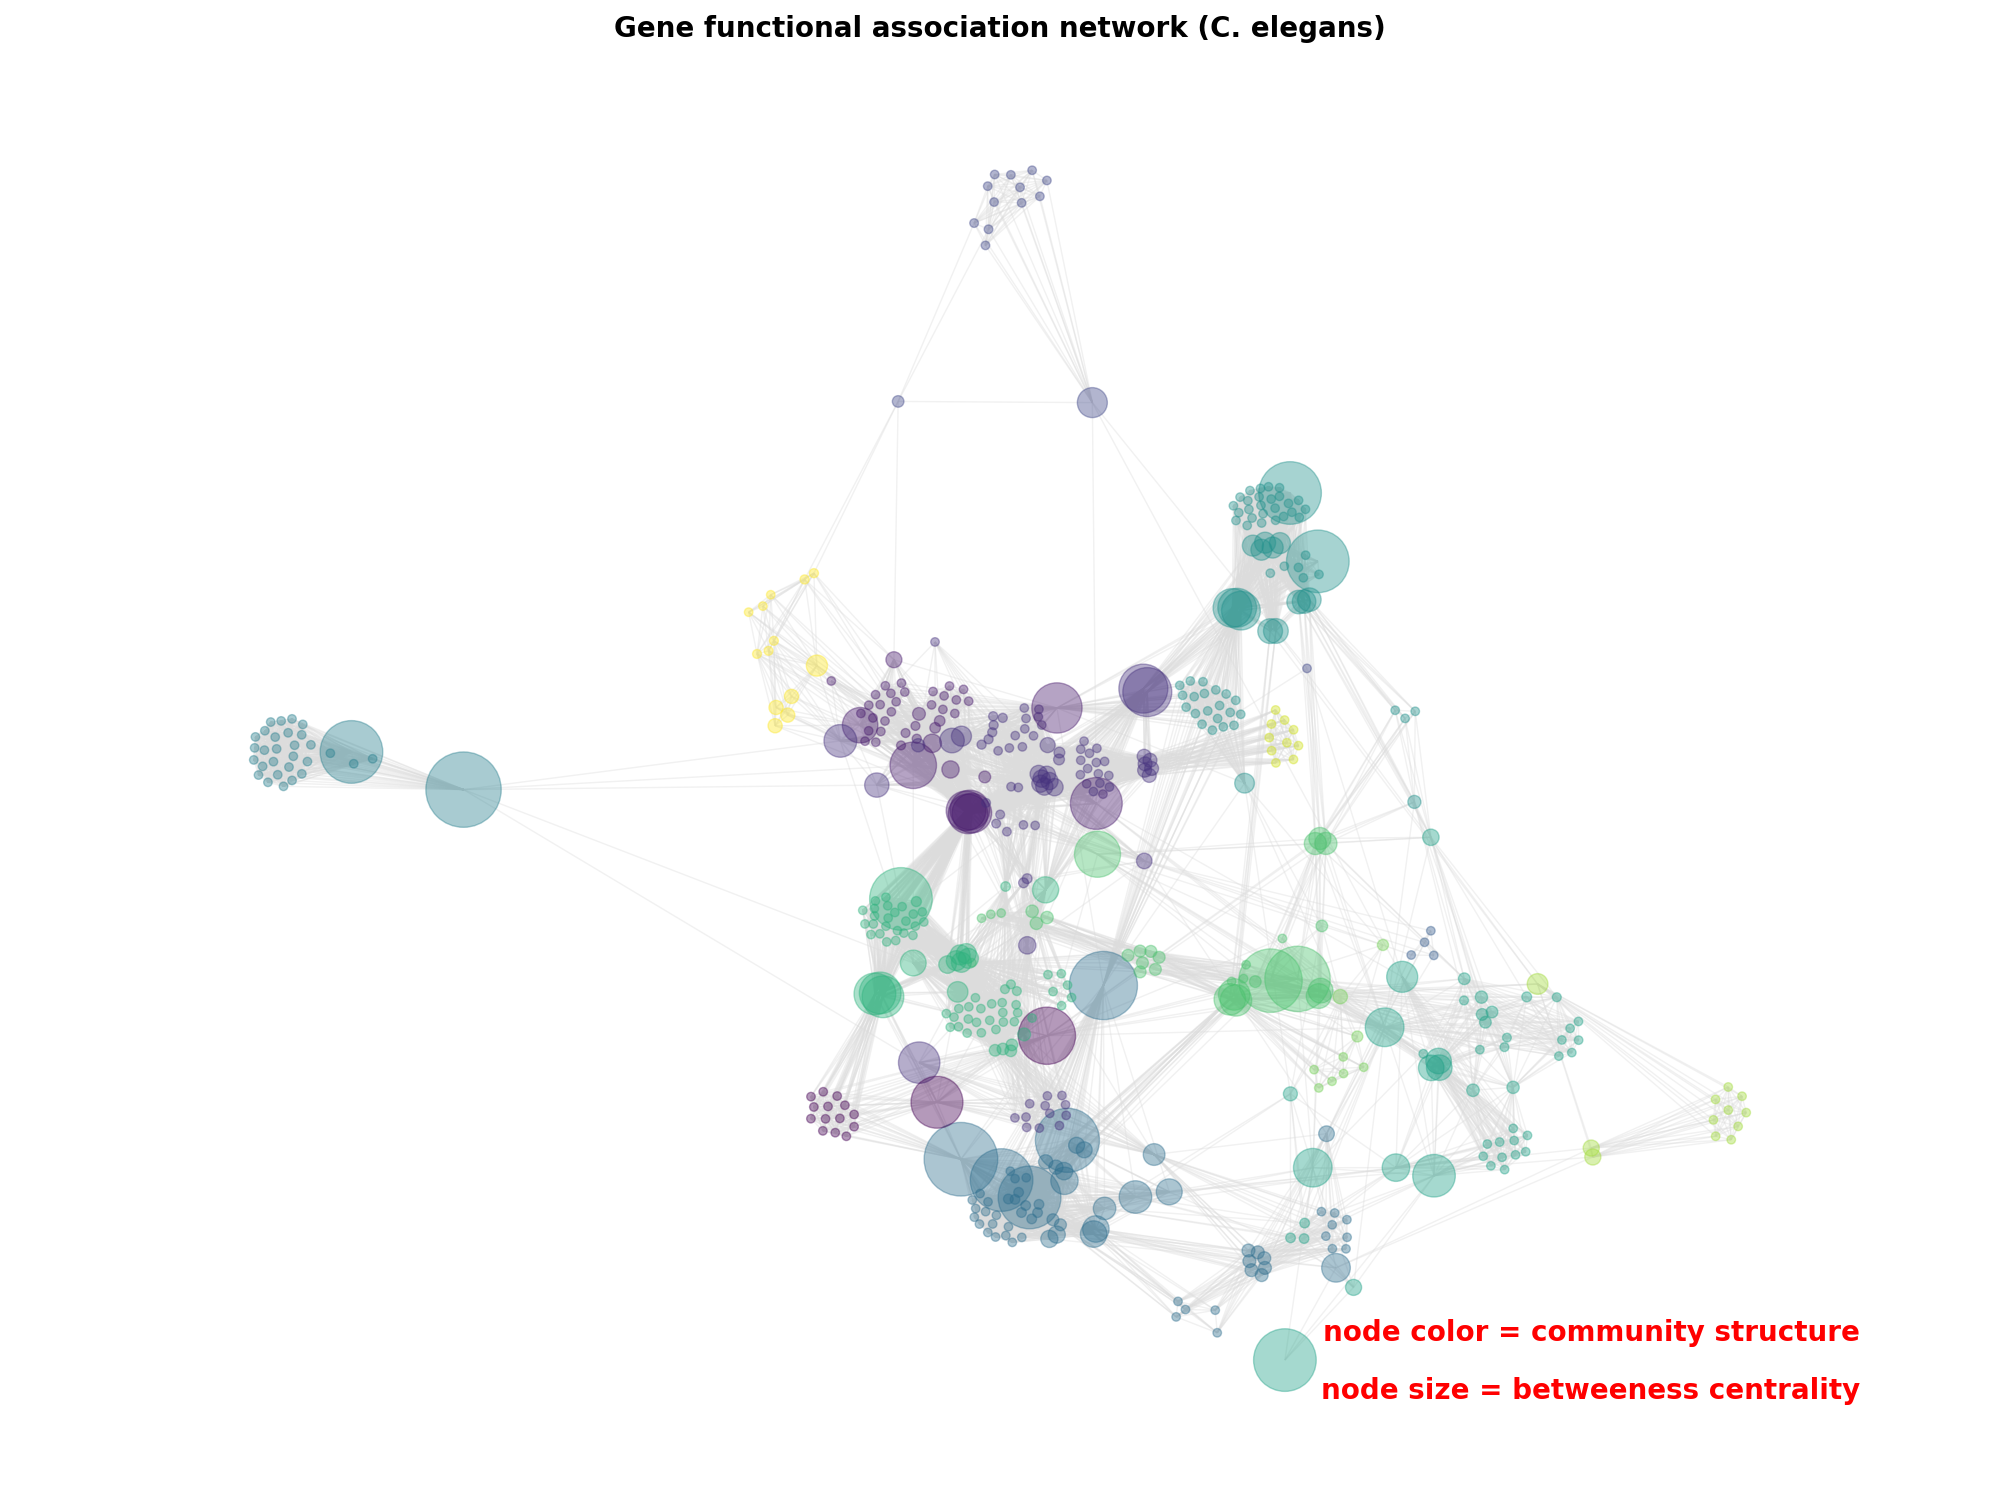 Gene functional association network (C. elegans)
node color = community structure
node size = betweeness centrality